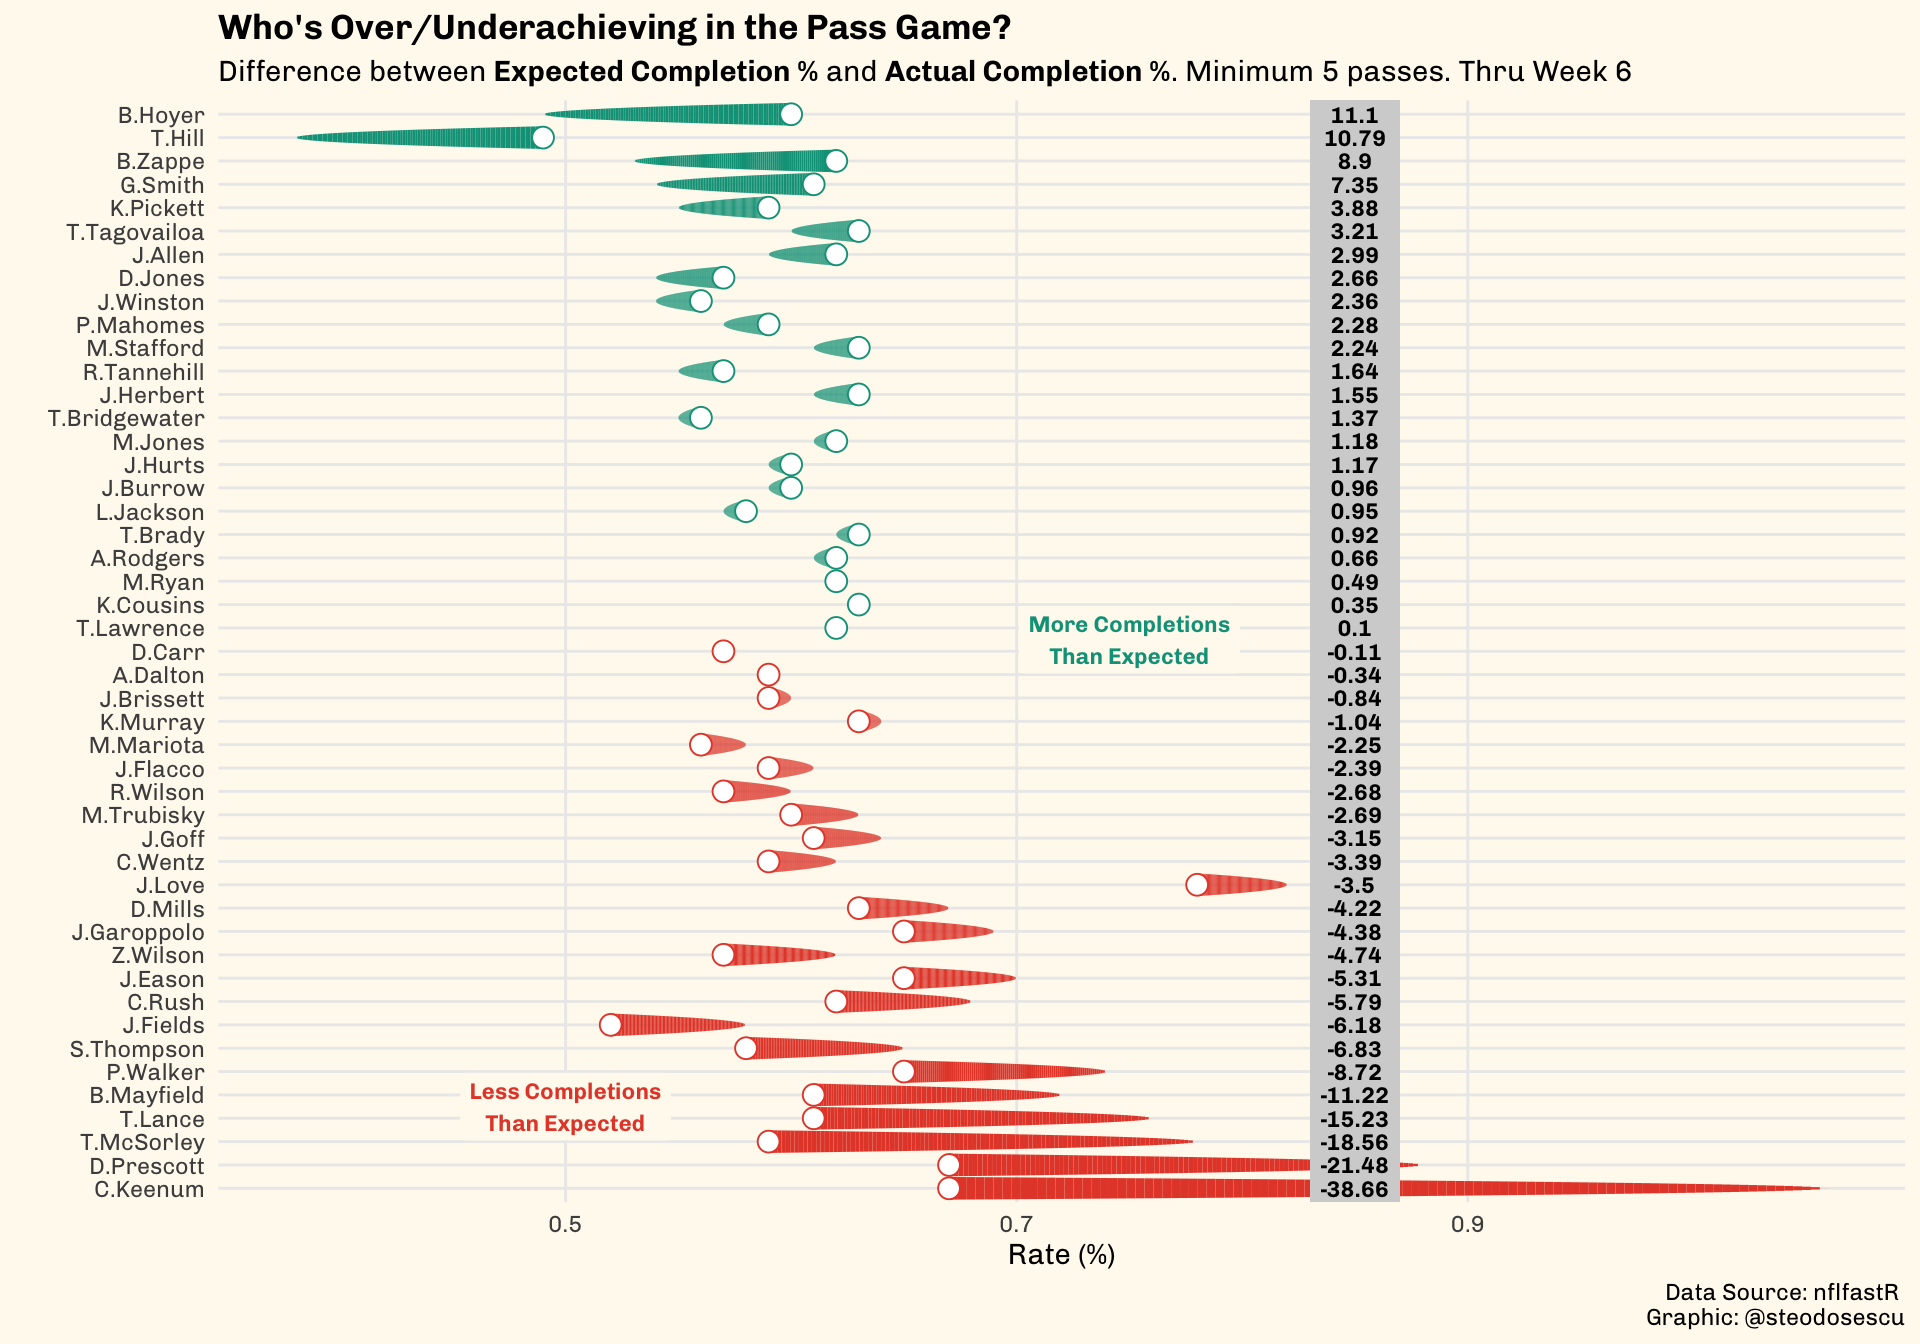 Who's Over/Underachieving in the Pass Game?
Difference between Expected Completion % and Actual Completion %. Minimum 5 passes. Thru Week 6
B.Hoyer 11.1
T.Hill 10.79
B.Zappe 8.9
G.Smith 7.35
K.Pickett 3.88
T.Tagovailoa 3.21
J.Allen 2.99
D.Jones 2.66
J.Winston 2.36
P.Mahomes 2.28
M.Stafford 2.24
R.Tannehill 1.64
J.Herbert 1.55
T.Bridgewater 1.37
M.Jones 1.18
J.Hurts 1.17
J.Burrow 0.96
L.Jackson 0.95
T.Brady 0.92
A.Rodgers 0.66
M.Ryan 0.49
K.Cousins 0.35
T.Lawrence 0.1
More Completions
Than Expected
D.Carr -0.11
A.Dalton -0.34
J.Brissett -0.84
K.Murray -1.04
M.Mariota -2.25
J.Flacco -2.39
R.Wilson -2.68
M.Trubisky -2.69
J.Goff -3.15
C.Wentz -3.39
J.Love -3.5
D.Mills -4.22
J.Garoppolo -4.38
Z.Wilson -4.74
J.Eason -5.31
C.Rush -5.79
J.Fields -6.18
S.Thompson -6.83
P.Walker -8.72
B.Mayfield -11.22
Less Completions
Than Expected
T.Lance -15.23
T.McSorley -18.56
D.Prescott -21.48
C.Keenum -38.66
0.5 0.7 0.9
Rate (%)
Data Source: nflfastR
Graphic: @steodosescu